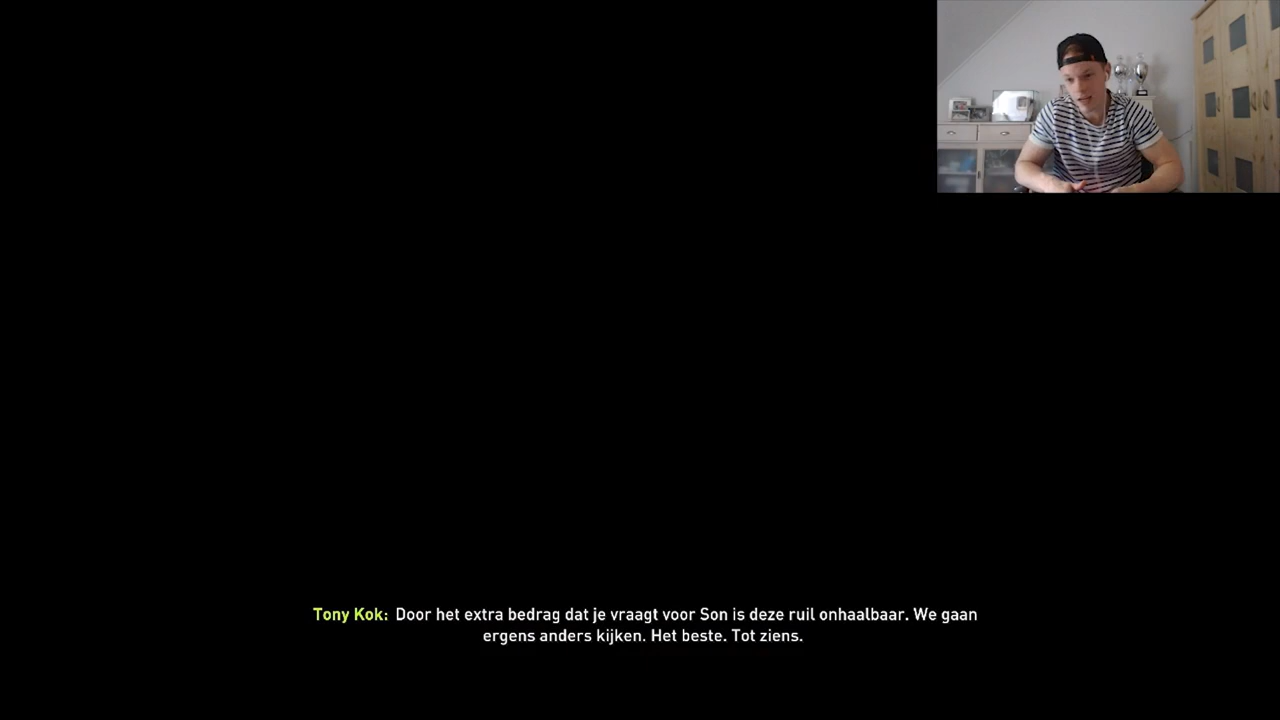 Tony Kok: Door het extra bedrag dat je vraagt voor Son is deze ruil onhaalbaar. We gaan
ergens anders kijken. Het beste. Tot ziens.